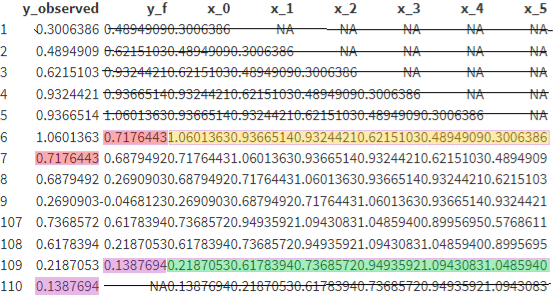 y_observed y_f x_0 x_1 x_2 x_3 x_4 x_5
1 0.3006386 0.48949090.3006386 NA NA NA NA NA
2 0.4894909 0.62151030.48949090.3006386 NA NA NA NA
3 0.6215103 0.93244210.62151030.48949090.3006386 NA NA NA
4 0.9324421 0.93665140.93244210.62151030.48949090.3006386 NA NA
5 0.9366514 1.06013630.93665140.93244210.62151030.48949090.3006386 NA
6 1.0601363 0.71764431.06013630.93665140.93244210.62151030.48949090.3006386
7 0.7176443 0.68794920.71764431.06013630.93665140.93244210.62151030.4894909
8 0.6879492 0.26909030.68794920.71764431.06013630.93665140.93244210.6215103
9 0.2690903-0.04681230.26909030.68794920.71764431.06013630.93665140.9324421
107 0.7368572 0.61783940.73685720.94935921.09430831.04859400.89956950.5768611
108 0.6178394 0.21870530.61783940.73685720.94935921.09430831.04859400.8995695
109 0.2187053 0.13876940.21870530.61783940.73685720.94935921.09430831.0485940
110 0.1387694 NA0.13876940.21870530.61783940.73685720.94935921.0943083